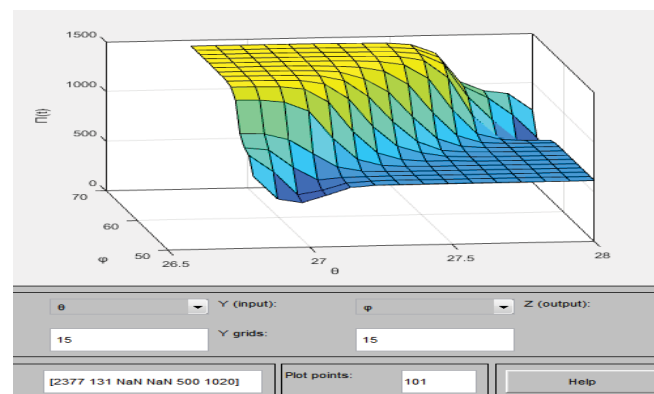 1500
1000
500
0
Π(t)
70
60
50
φ
26.5
27
27.5
28
θ
θ
Y (input):
φ
Z (output):
15
Y grids:
15
[2377 131 NaN NaN 500 1020]
Plot points:
101
Help